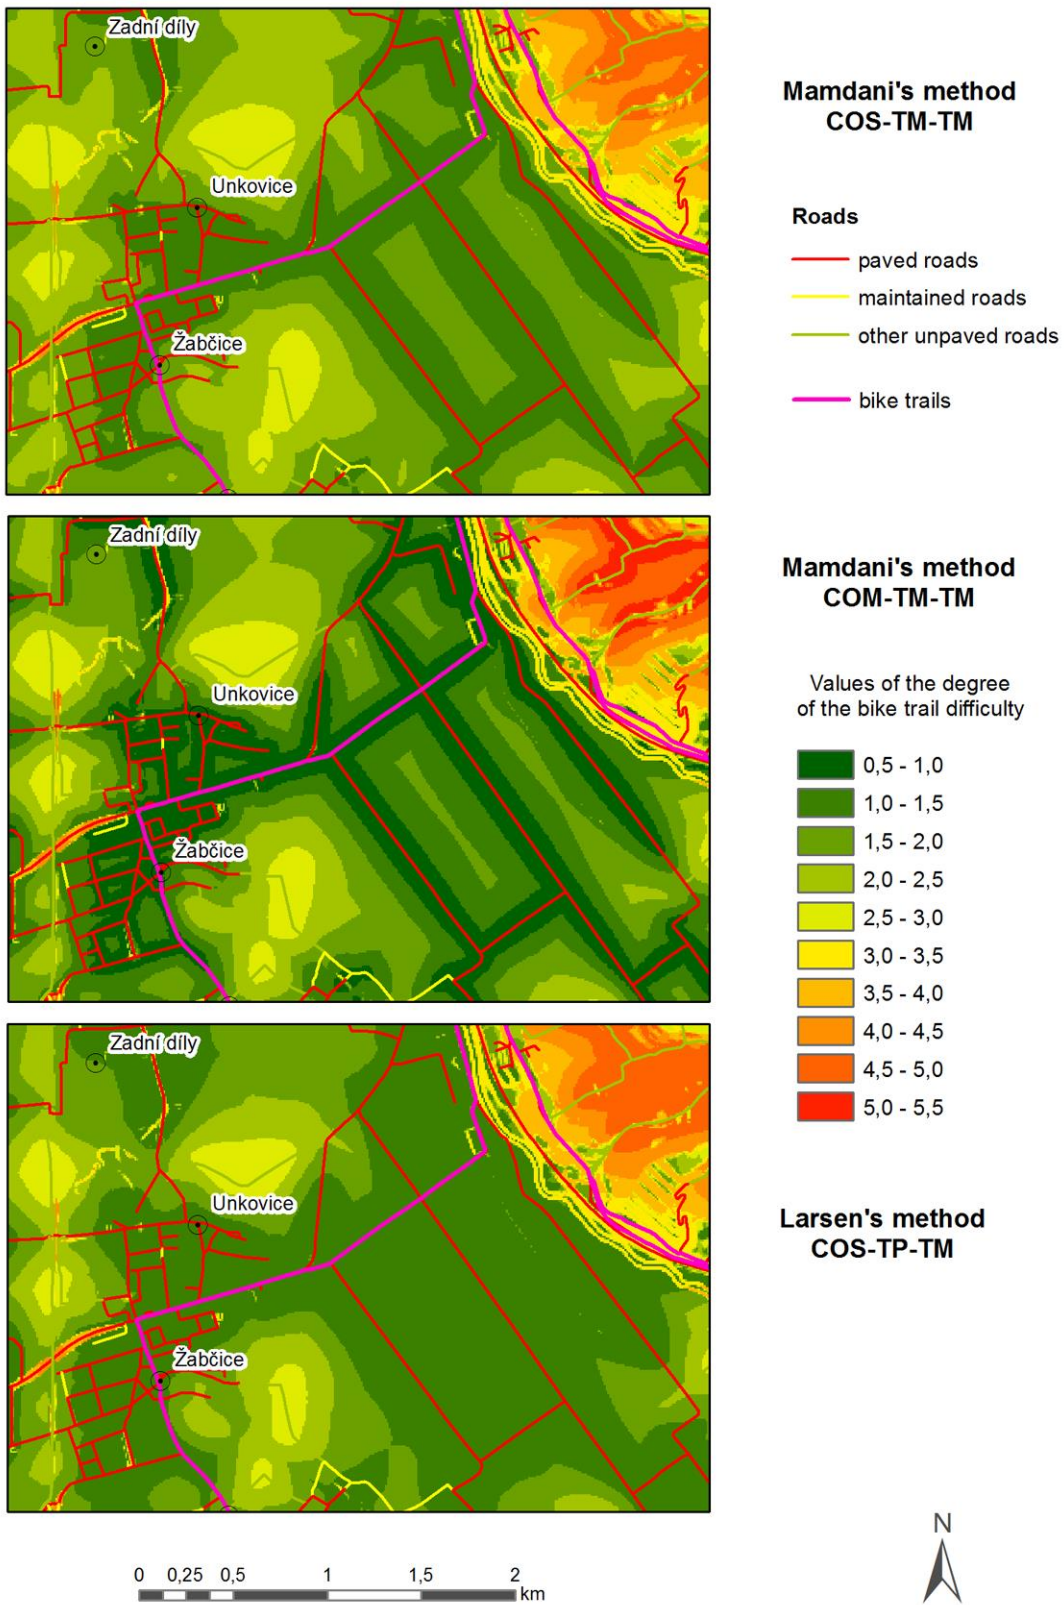 Zadní díly
Unkovice
Žabčice
Mamdani's method
COS-TM-TM
Roads
paved roads
maintained roads
other unpaved roads
bike trails
Zadní díly
Unkovice
Žabčice
Mamdani's method
COM-TM-TM
Values of the degree
of the bike trail difficulty
0,5 - 1,0
1,0 - 1,5
1,5 - 2,0
2,0 - 2,5
2,5 - 3,0
3,0 - 3,5
3,5 - 4,0
4,0 - 4,5
4,5 - 5,0
5,0 - 5,5
Zadní díly
Unkovice
Žabčice
Larsen's method
COS-TP-TM
N
0 0,25 0,5 1 1,5 2
km